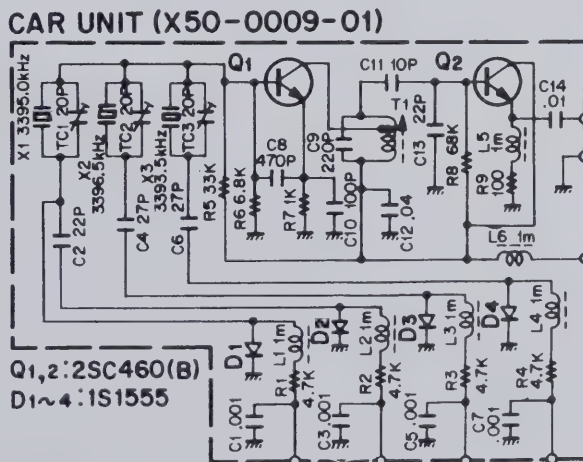 CAR UNIT (X50-0009-01)
X1 3395.0kHz
TC1 20P
X2 3396.5kHz
TC2 20P
X3 3393.5kHz
TC3 20P
Q1
C11 10P
Q2
C14 .01
T1
C8 470P
C9 220P
C13 22P
R8 68K
L5 1m
R9 100
C2 22P
C4 27P
C6 27P
R5 33K
R6 6.8K
R7 1K
C10 100P
C12 .04
L6 1m
D1
L1 1m
D2
L2 1m
D3
L3 1m
D4
L4 1m
R1 4.7K
R2 4.7K
R3 4.7K
R4 4.7K
Q1,2:2SC460(B)
D1~4:1S1555
C1 .001
C3 .001
C5 .001
C7 .001